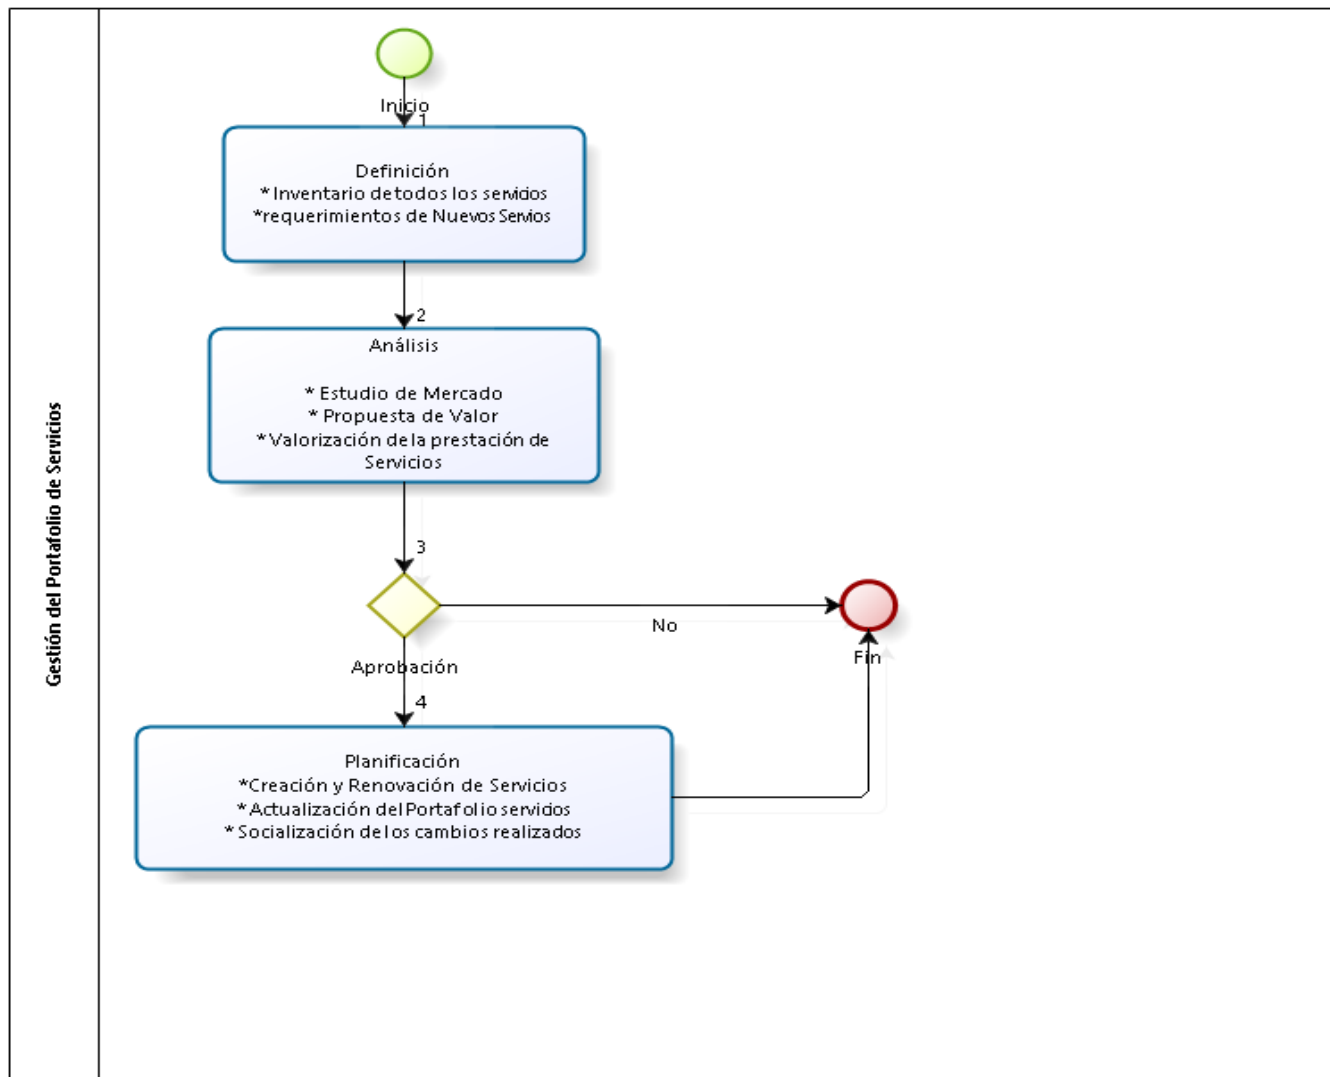 Gestión del Portafolio de Servicios
Inicio
1
Definición
* Inventario de todos los servicios
*requerimientos de Nuevos Servios
2
Análisis
* Estudio de Mercado
* Propuesta de Valor
* Valorización de la prestación de
Servicios
3
No
Fin
Aprobación
4
Planificación
*Creación y Renovación de Servicios
* Actualización del Portafolio servicios
* Socialización de los cambios realizados